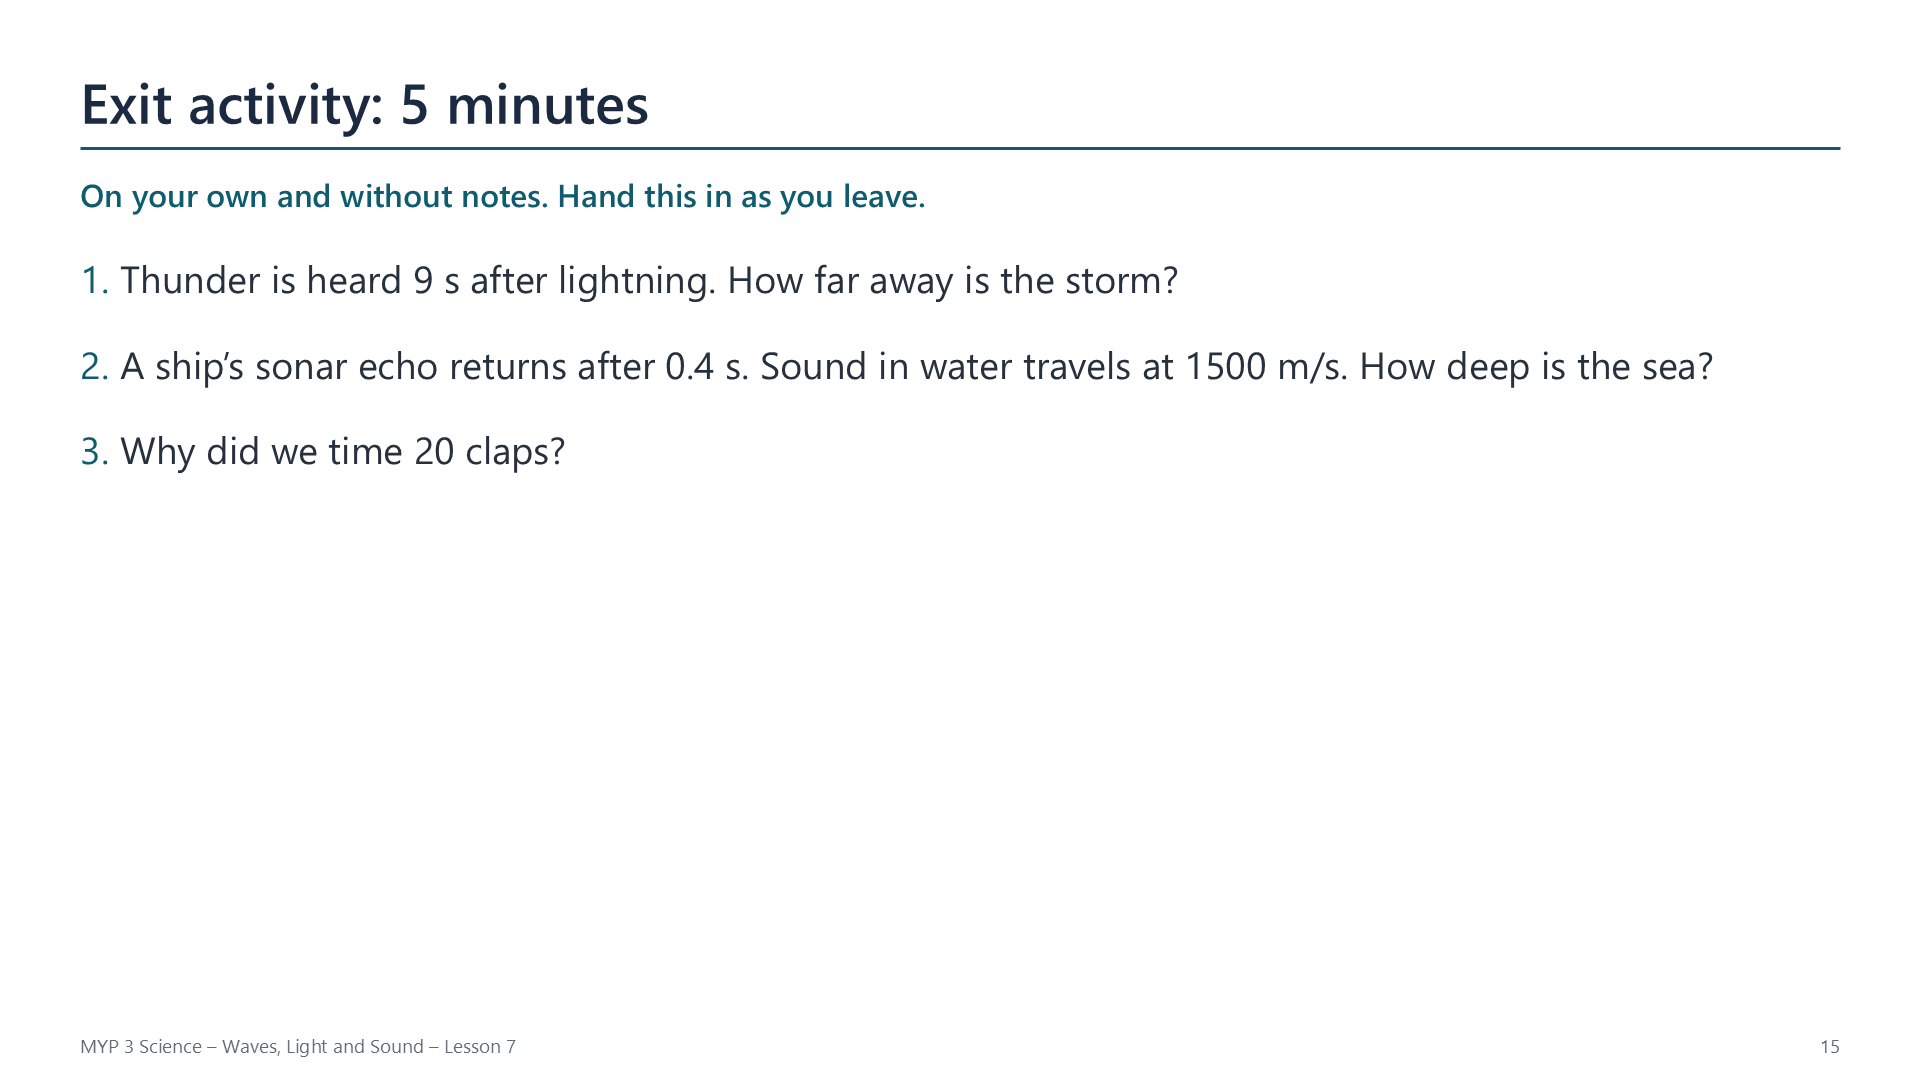 Exit activity: 5 minutes
On your own and without notes. Hand this in as you leave.
1. Thunder is heard 9 s after lightning. How far away is the storm?
2. A ship’s sonar echo returns after 0.4 s. Sound in water travels at 1500 m/s. How deep is the sea?
3. Why did we time 20 claps?
MYP 3 Science – Waves, Light and Sound – Lesson 7
15